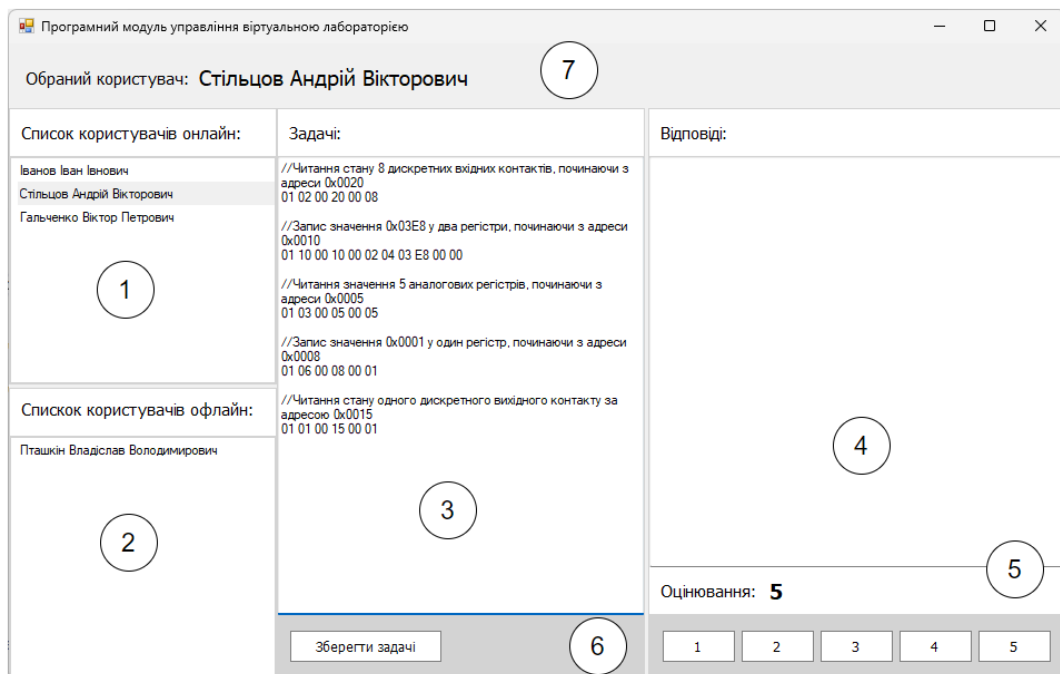 Програмний модуль управління віртуальною лабораторією
Обраний користувач: Стільцов Андрій Вікторович
7
Список користувачів онлайн:
Іванов Іван Івнович
Стільцов Андрій Вікторович
Гальченко Віктор Петрович
1
Спискок користувачів офлайн:
Пташкін Владіслав Володимирович
2
Задачі:
//Читання стану 8 дискретних вхідних контактів, починаючи з
адреси 0x0020
01 02 00 20 00 08
//Запис значення 0x03E8 у два регістри, починаючи з адреси
0x0010
01 10 00 10 00 02 04 03 E8 00 00
//Читання значення 5 аналогових регістрів, починаючи з
адреси 0x0005
01 03 00 05 00 05
//Запис значення 0x0001 у один регістр, починаючи з адреси
0x0008
01 06 00 08 00 01
//Читання стану одного дискретного вихідного контакту за
адресою 0x0015
01 01 00 15 00 01
3
Зберегти задачі
6
Відповіді:
4
5
Оцінювання: 5
1 2 3 4 5